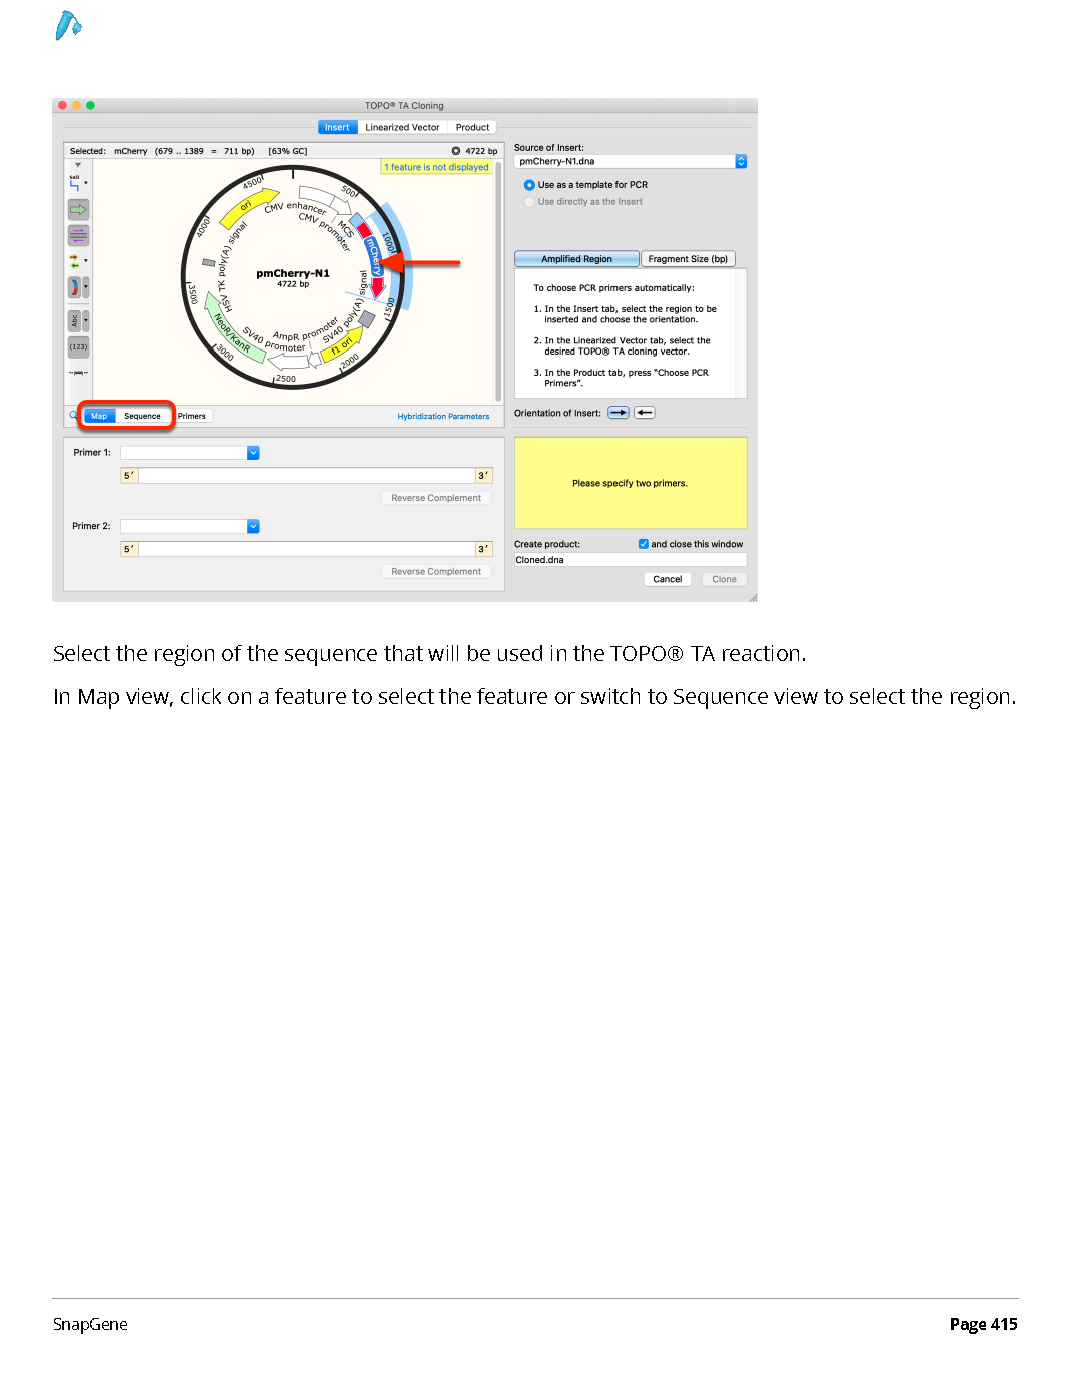 TOPO® TA Cloning
Insert
Linearized Vector
Product
Selected: mCherry (679 .. 1389 = 711 bp) [63% GC]
4722 bp
1 feature is not displayed
SalI
Abc
(123)
500
1000
1500
2000
2500
3000
3500
4000
4500
ori
CMV enhancer
CMV promoter
MCS
mCherry
SV40 poly(A) signal
f1 ori
AmpR promoter
SV40 promoter
NeoR/KanR
HSV TK poly(A) signal
pmCherry-N1
4722 bp
Map
Sequence
Primers
Hybridization Parameters
Source of Insert:
pmCherry-N1.dna
Use as a template for PCR
Use directly as the Insert
Amplified Region
Fragment Size (bp)
To choose PCR primers automatically:
1. In the Insert tab, select the region to be
inserted and choose the orientation.
2. In the Linearized Vector tab, select the
desired TOPO® TA cloning vector.
3. In the Product tab, press “Choose PCR
Primers”.
Orientation of Insert:
Primer 1:
5’
3’
Reverse Complement
Primer 2:
5’
3’
Reverse Complement
Please specify two primers.
Create product:
and close this window
Cloned.dna
Cancel
Clone
Select the region of the sequence that will be used in the TOPO® TA reaction.
In Map view, click on a feature to select the feature or switch to Sequence view to select the region.
SnapGene
Page 415